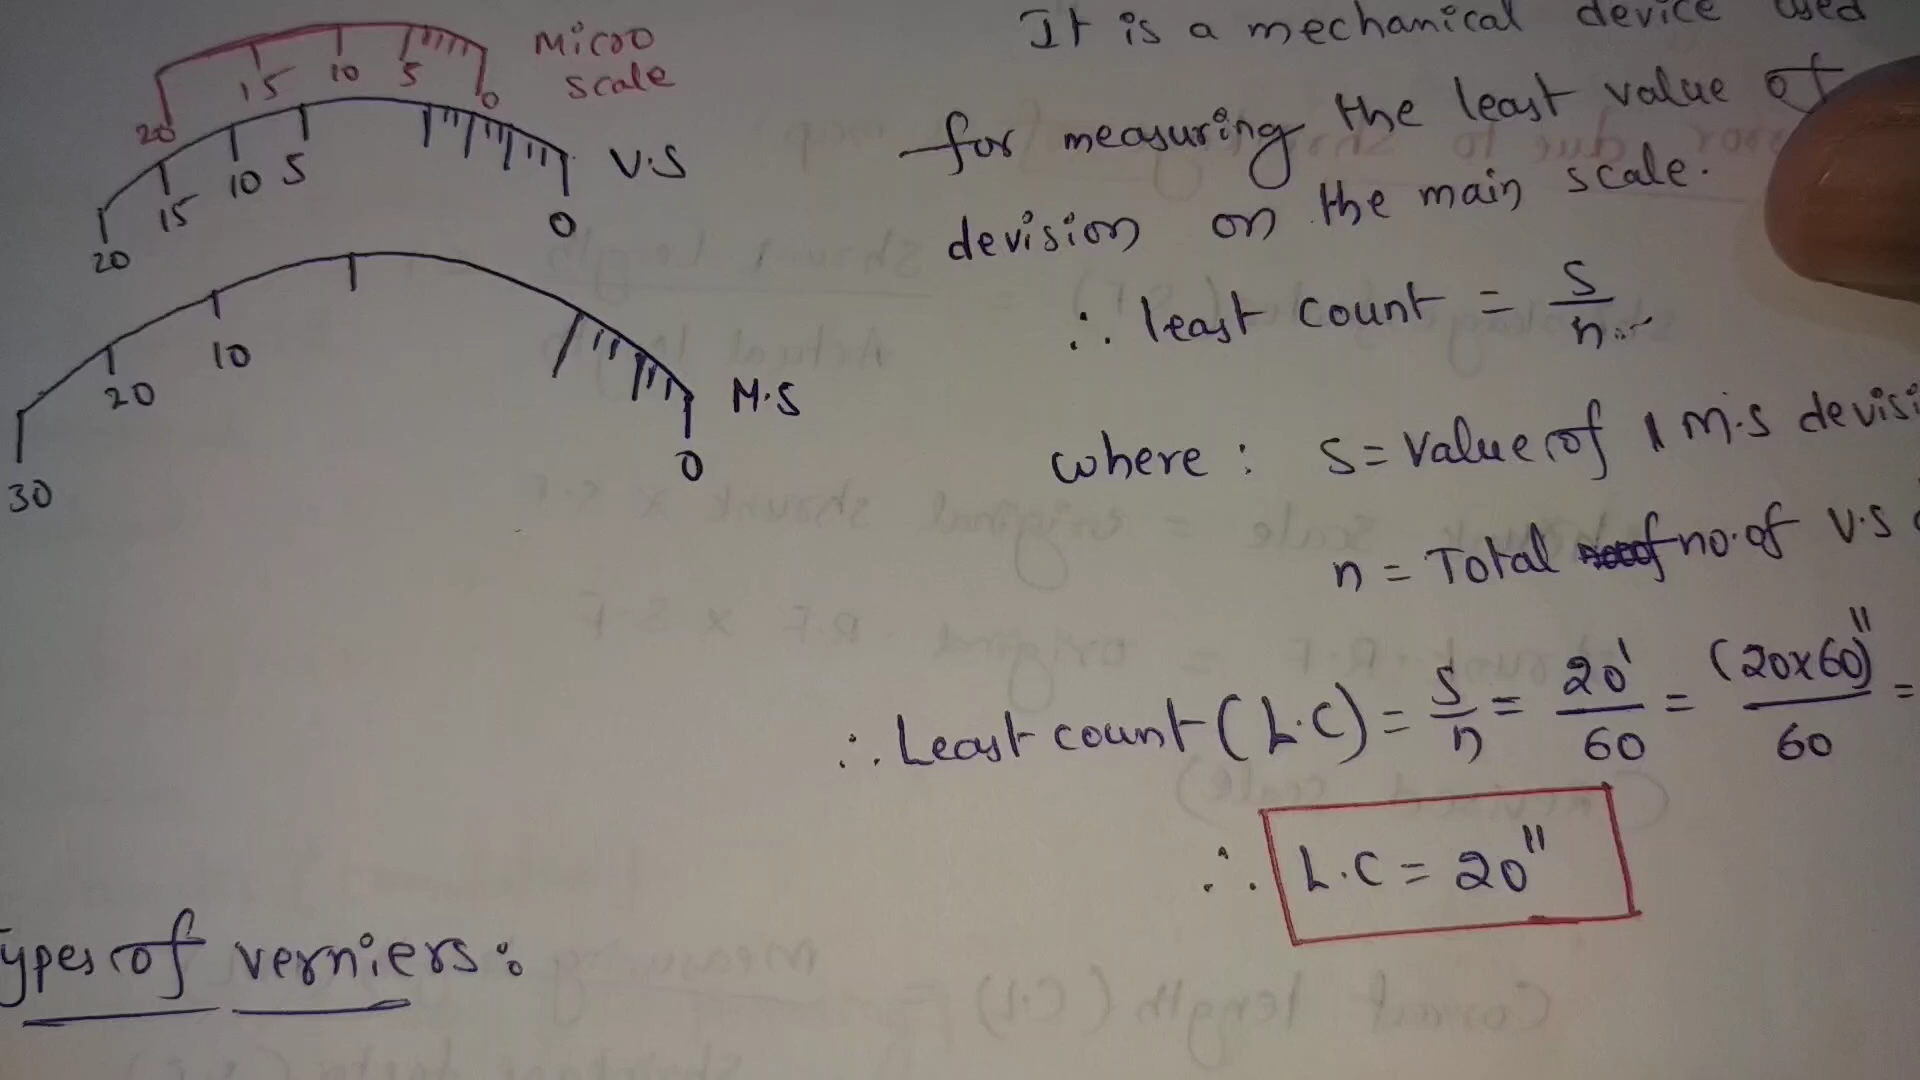 It is a mechanical device used
for measuring the least value of
devision on the main scale.
∴ least count = S/n
where : S = Value of 1 M.S
n = Total no. of V.S
∴ Least count (L.C) = S/n = 20'/60 = (20x60)"/60 =
∴ L.C = 20"
Micro
scale
20 15 10 5 0
V.S
20 15 10 5 0
M.S
30 20 10 0
ypes of verniers: